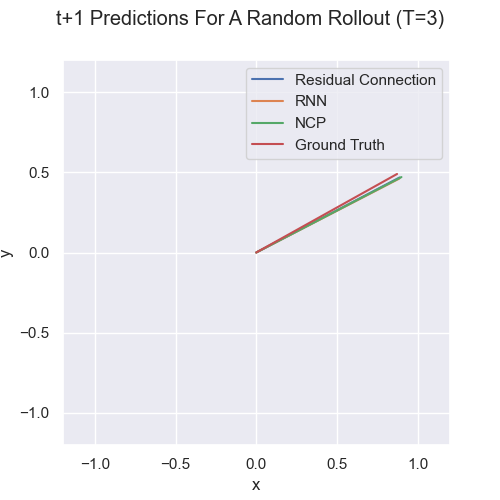 t+1 Predictions For A Random Rollout (T=3)
Residual Connection
RNN
NCP
Ground Truth
1.0
0.5
0.0
−0.5
−1.0
y
−1.0 −0.5 0.0 0.5 1.0
x